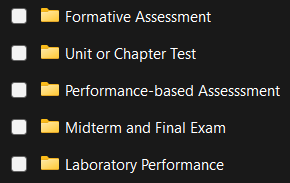 Formative Assessment
Unit or Chapter Test
Performance-based Assesssment
Midterm and Final Exam
Laboratory Performance